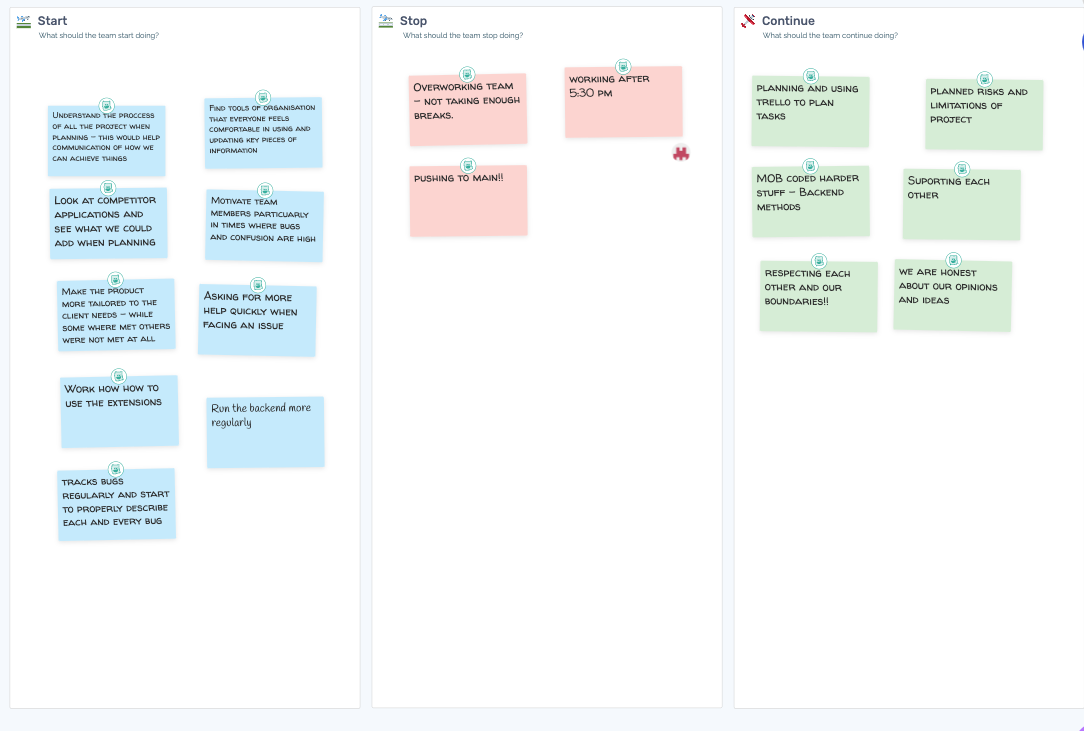 Start
What should the team start doing?
Understand the proccess
of all the project when
planning – this would help
communication of how we
can achieve things
Find tools of organisation
that everyone feels
comfortable in using and
updating key pieces of
information
Look at competitor
applications and
see what we could
add when planning
Motivate team
members particuarly
in times where bugs
and confusion are high
Make the product
more tailored to the
client needs – while
some where met others
were not met at all
Asking for more
help quickly when
facing an issue
Work how how to
use the extensions
Run the backend more
regularly
tracks bugs
regularly and start
to properly describe
each and every bug
Stop
What should the team stop doing?
Overworking team
– not taking enough
breaks.
working after
5:30 pm
pushing to main!!
Continue
What should the team continue doing?
planning and using
trello to plan
tasks
planned risks and
limitations of
project
MOB coded harder
stuff – Backend
methods
Suporting each
other
respecting each
other and our
boundaries!!
we are honest
about our opinions
and ideas